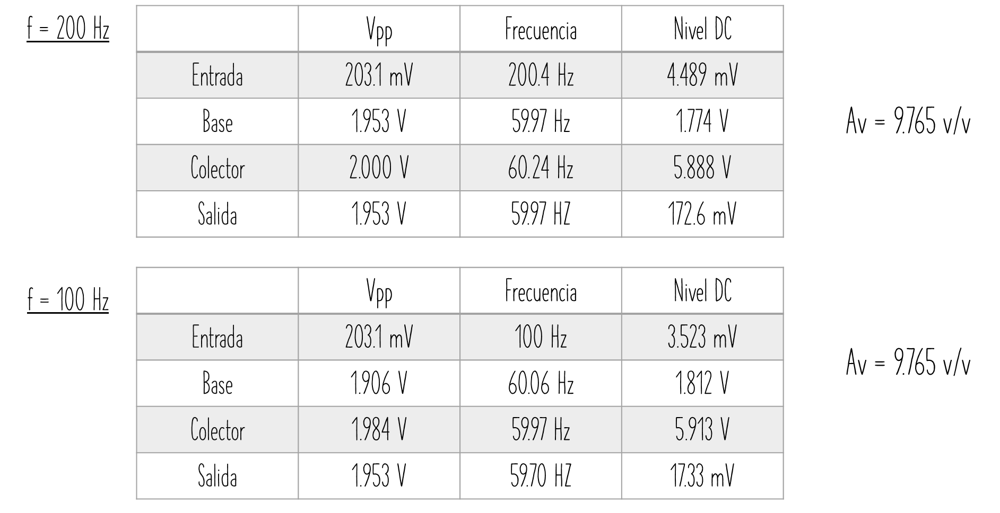 f = 200 Hz
Vpp Frecuencia Nivel DC
Entrada 203.1 mV 200.4 Hz 4.489 mV
Base 1.953 V 59.97 Hz 1.774 V
Av = 9.765 v/v
Colector 2.000 V 60.24 Hz 5.888 V
Salida 1.953 V 59.97 HZ 172.6 mV
f = 100 Hz
Vpp Frecuencia Nivel DC
Entrada 203.1 mV 100 Hz 3.523 mV
Base 1.906 V 60.06 Hz 1.812 V
Av = 9.765 v/v
Colector 1.984 V 59.97 Hz 5.913 V
Salida 1.953 V 59.70 HZ 17.33 mV